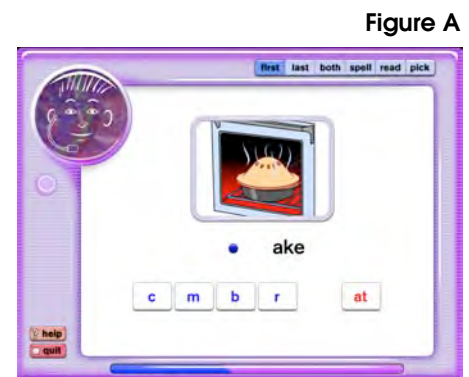 Figure A
first last both spell read pick
ake
c m b r at
help
quit